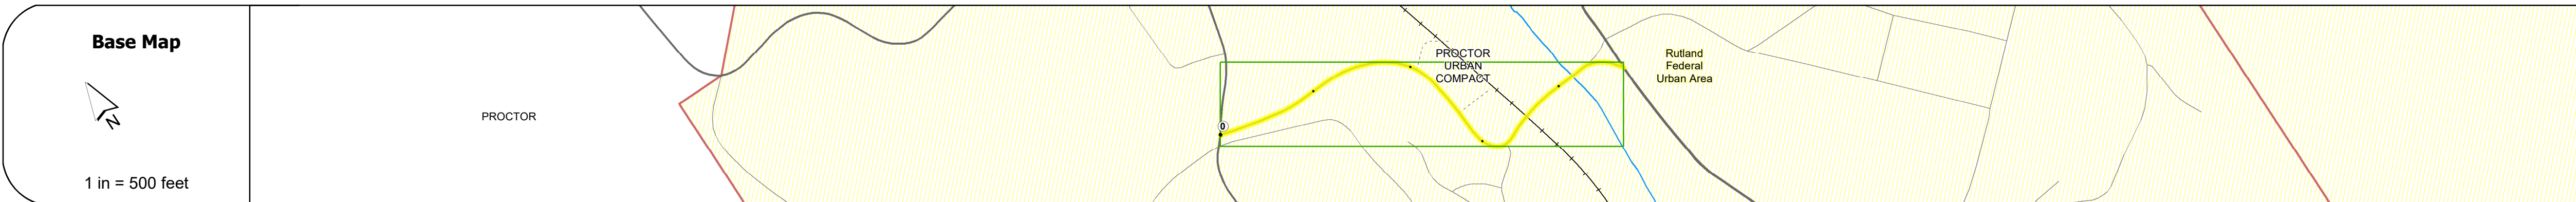 Base Map
N
1 in = 500 feet
PROCTOR
0
PROCTOR
URBAN
COMPACT
Rutland
Federal
Urban Area